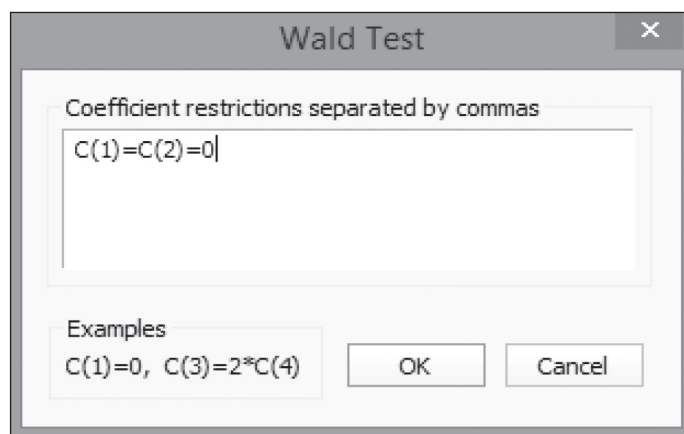 Wald Test
×
Coefficient restrictions separated by commas
C(1)=C(2)=0
Examples
C(1)=0, C(3)=2*C(4)
OK
Cancel